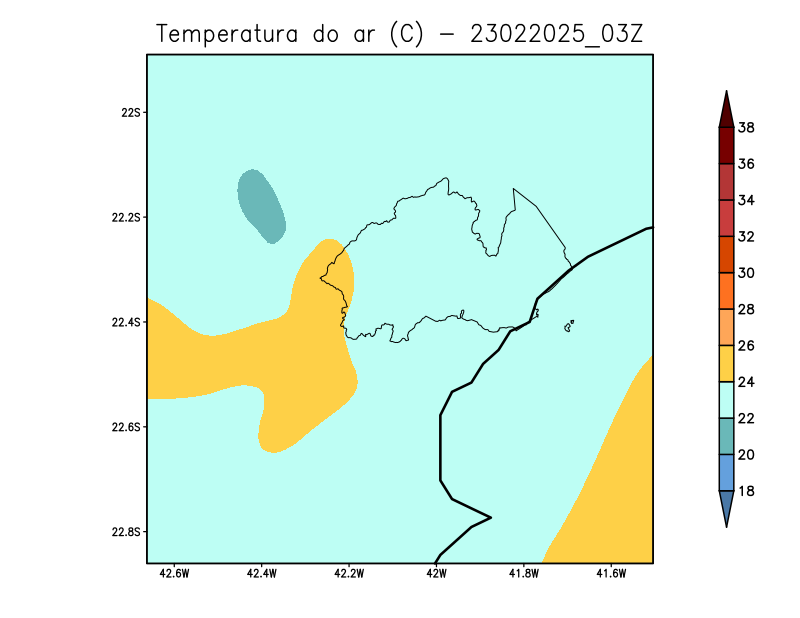 Temperatura do ar (C) - 23022025_03Z
22S
22.2S
22.4S
22.6S
22.8S
42.6W
42.4W
42.2W
42W
41.8W
41.6W
38
36
34
32
30
28
26
24
22
20
18